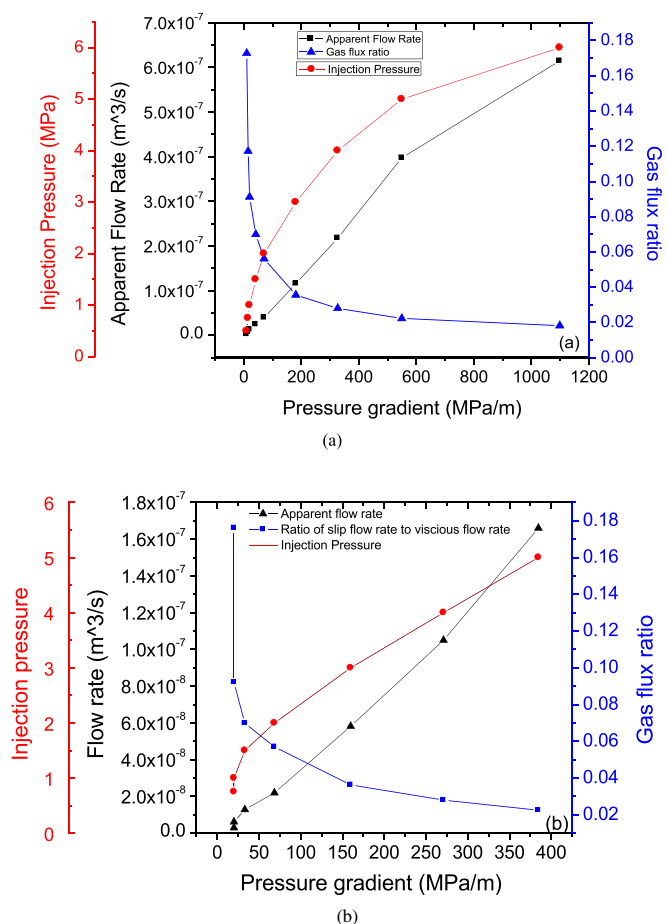 7.0x10^-7
6.0x10^-7
5.0x10^-7
4.0x10^-7
3.0x10^-7
2.0x10^-7
1.0x10^-7
0.0
6
5
4
3
2
1
0
0.18
0.16
0.14
0.12
0.10
0.08
0.06
0.04
0.02
0.00
Injection Pressure (MPa)
Apparent Flow Rate (m^3/s)
Gas flux ratio
Apparent Flow Rate
Gas flux ratio
Injection Pressure
(a)
0 200 400 600 800 1000 1200
Pressure gradient (MPa/m)
(a)
6
5
4
3
2
1
0
1.8x10^-7
1.6x10^-7
1.4x10^-7
1.2x10^-7
1.0x10^-7
8.0x10^-8
6.0x10^-8
4.0x10^-8
2.0x10^-8
0.0
0.18
0.16
0.14
0.12
0.10
0.08
0.06
0.04
0.02
Injection pressure
Flow rate (m^3/s)
Gas flux ratio
Apparent flow rate
Ratio of slip flow rate to viscious flow rate
Injection Pressure
(b)
0 50 100 150 200 250 300 350 400
Pressure gradient (MPa/m)
(b)